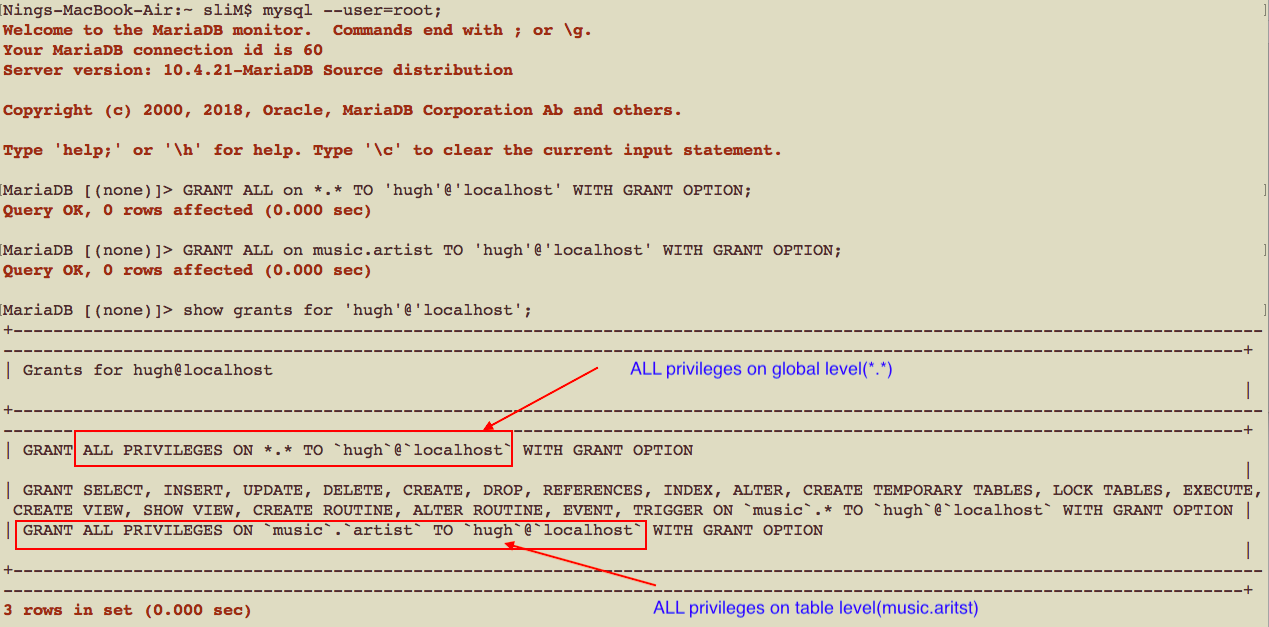 Nings-MacBook-Air:~ sliM$ mysql --user=root;
Welcome to the MariaDB monitor.  Commands end with ; or \g.
Your MariaDB connection id is 60
Server version: 10.4.21-MariaDB Source distribution
Copyright (c) 2000, 2018, Oracle, MariaDB Corporation Ab and others.
Type 'help;' or '\h' for help. Type '\c' to clear the current input statement.
MariaDB [(none)]> GRANT ALL on *.* TO 'hugh'@'localhost' WITH GRANT OPTION;
Query OK, 0 rows affected (0.000 sec)
MariaDB [(none)]> GRANT ALL on music.artist TO 'hugh'@'localhost' WITH GRANT OPTION;
Query OK, 0 rows affected (0.000 sec)
MariaDB [(none)]> show grants for 'hugh'@'localhost';
ALL privileges on global level(*.*)
| Grants for hugh@localhost |
| GRANT ALL PRIVILEGES ON *.* TO `hugh`@`localhost` WITH GRANT OPTION |
| GRANT SELECT, INSERT, UPDATE, DELETE, CREATE, DROP, REFERENCES, INDEX, ALTER, CREATE TEMPORARY TABLES, LOCK TABLES, EXECUTE,
CREATE VIEW, SHOW VIEW, CREATE ROUTINE, ALTER ROUTINE, EVENT, TRIGGER ON `music`.* TO `hugh`@`localhost` WITH GRANT OPTION |
| GRANT ALL PRIVILEGES ON `music`.`artist` TO `hugh`@`localhost` WITH GRANT OPTION |
3 rows in set (0.000 sec)
ALL privileges on table level(music.aritst)